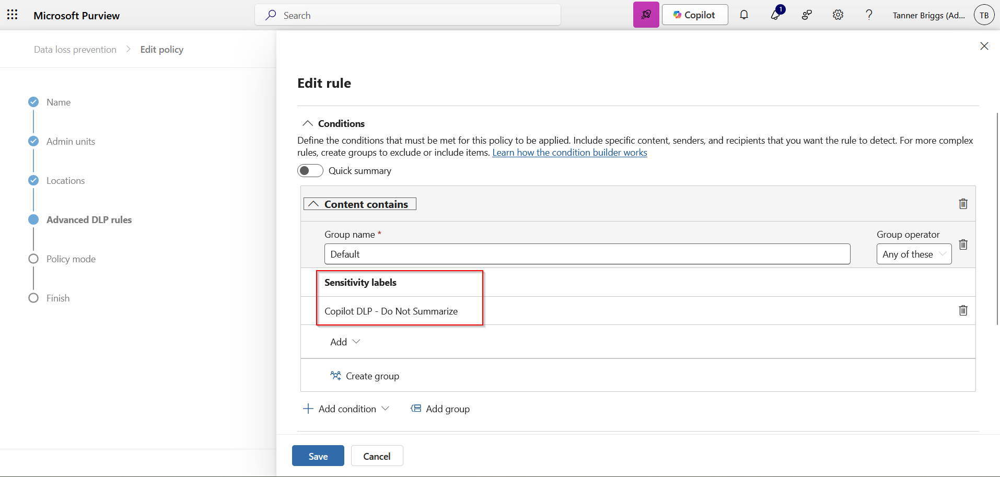 Microsoft Purview
Search
Copilot
1
Tanner Briggs (Ad...
TB
Data loss prevention
Edit policy
Name
Admin units
Locations
Advanced DLP rules
Policy mode
Finish
Edit rule
Conditions
Define the conditions that must be met for this policy to be applied. Include specific content, senders, and recipients that you want the rule to detect. For more complex
rules, create groups to exclude or include items. Learn how the condition builder works
Quick summary
Content contains
Group name *
Group operator
Default
Any of these
Sensitivity labels
Copilot DLP - Do Not Summarize
Add
Create group
Add condition
Add group
Save
Cancel